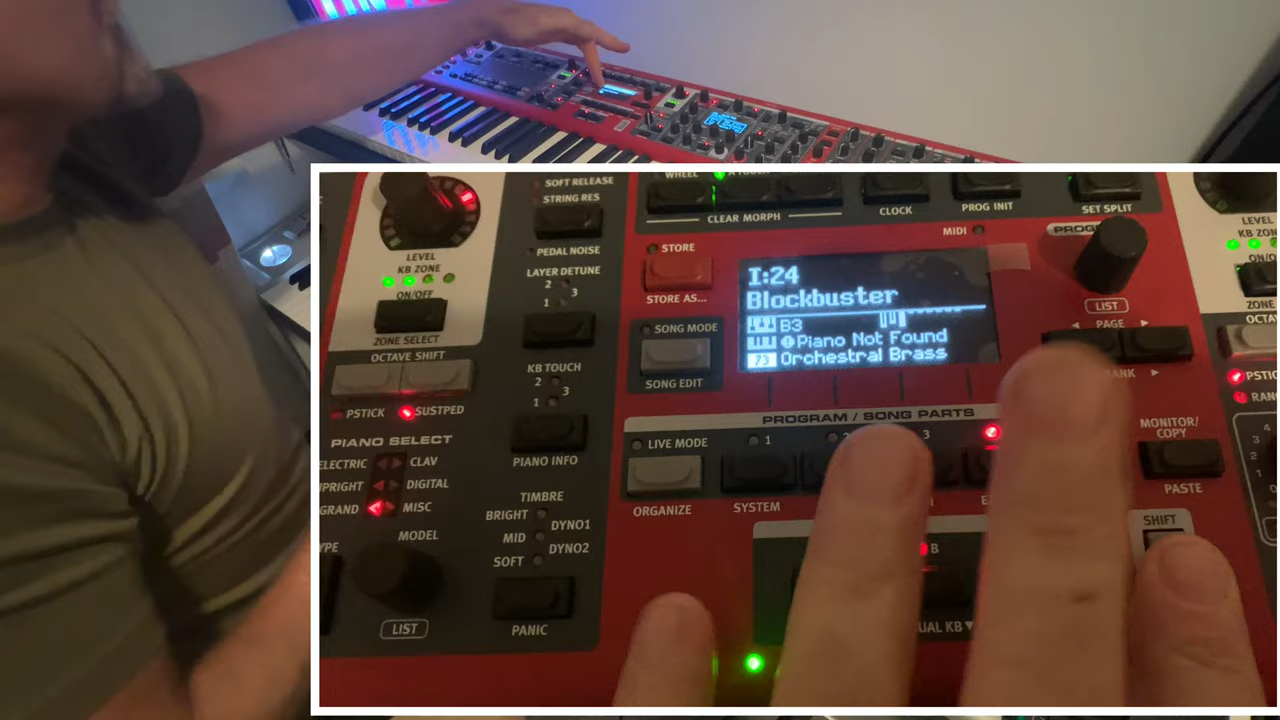 SOFT RELEASE
STRING RES
LEVEL
KB ZONE
ON/OFF
ZONE SELECT
OCTAVE SHIFT
PSTICK
SUSTPED
PIANO SELECT
ELECTRIC
CLAV
UPRIGHT
DIGITAL
GRAND
MISC
MODEL
LIST
PEDAL NOISE
LAYER DETUNE
2
3
1
KB TOUCH
2
3
1
PIANO INFO
TIMBRE
BRIGHT
DYNO1
MID
DYNO2
SOFT
PANIC
WHEEL
CLEAR MORPH
CLOCK
PROG INIT
SET SPLIT
STORE
STORE AS...
MIDI
SONG MODE
SONG EDIT
I:24
Blockbuster
B3
Piano Not Found
73 Orchestral Brass
LIST
PAGE
PROGRAM / SONG PARTS
LIVE MODE
1
3
ORGANIZE
SYSTEM
MONITOR/
COPY
PASTE
SHIFT
B
LEVEL
KB ZONE
ON/OFF
ZONE